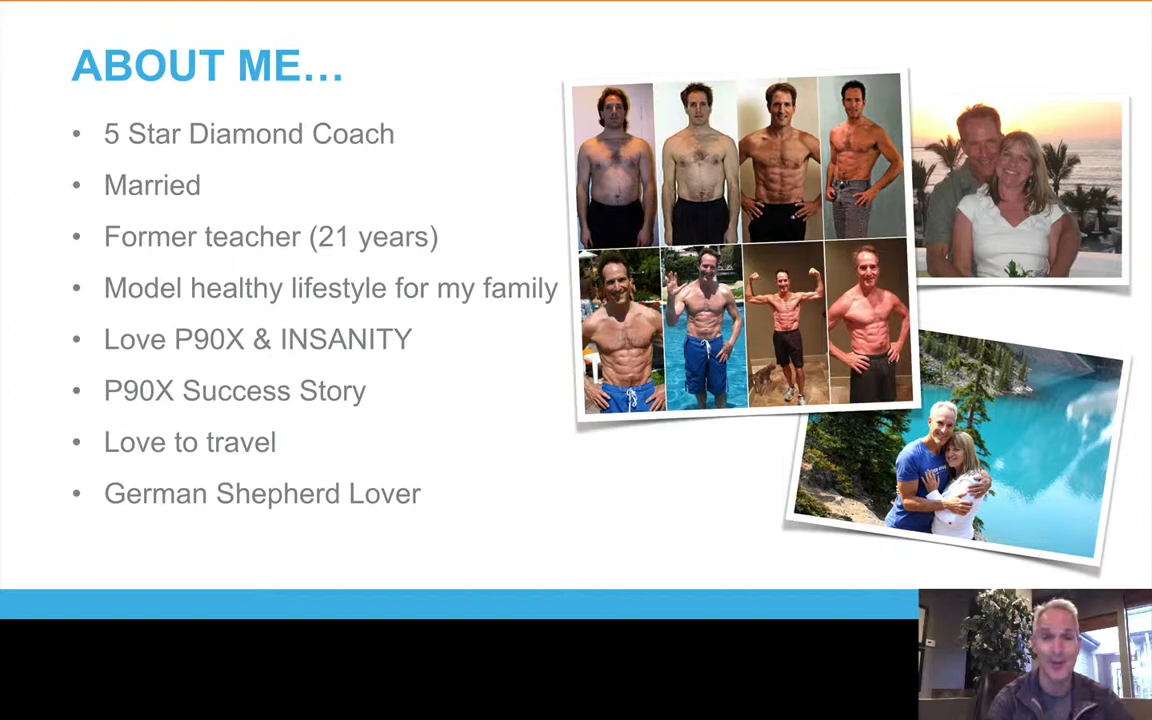 ABOUT ME…
• 5 Star Diamond Coach
• Married
• Former teacher (21 years)
• Model healthy lifestyle for my family
• Love P90X & INSANITY
• P90X Success Story
• Love to travel
• German Shepherd Lover